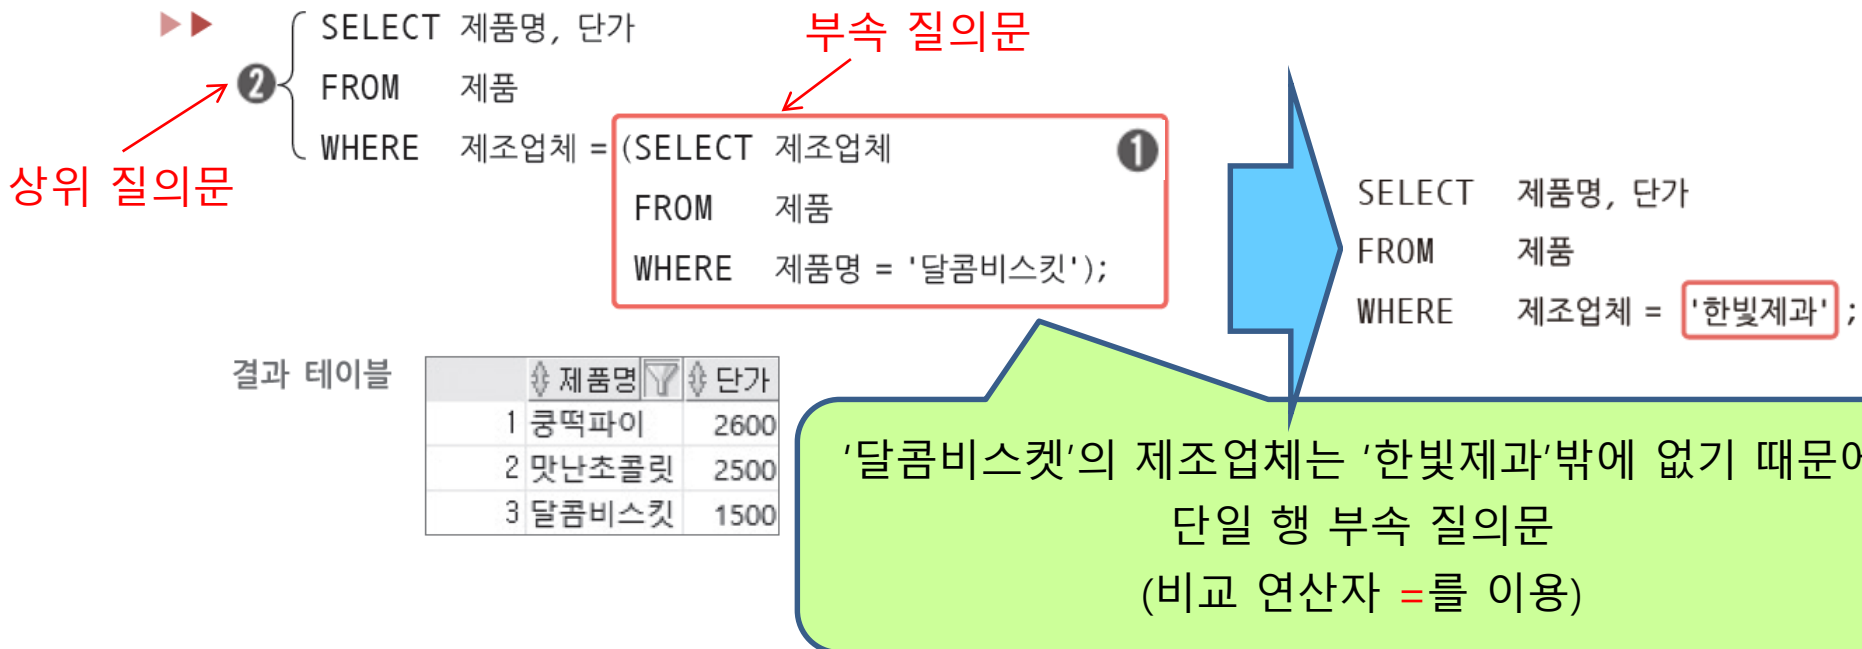 ▶▶
SELECT 제품명, 단가
부속 질의문
❷
FROM 제품
WHERE 제조업체 = (SELECT 제조업체
❶
상위 질의문
FROM 제품
WHERE 제품명 = '달콤비스킷');
SELECT 제품명, 단가
FROM 제품
WHERE 제조업체 = '한빛제과' ;
결과 테이블
제품명 단가
1 쿵떡파이 2600
2 맛난초콜릿 2500
3 달콤비스킷 1500
'달콤비스켓'의 제조업체는 '한빛제과'밖에 없기
단일 행 부속 질의문
(비교 연산자 =를 이용)